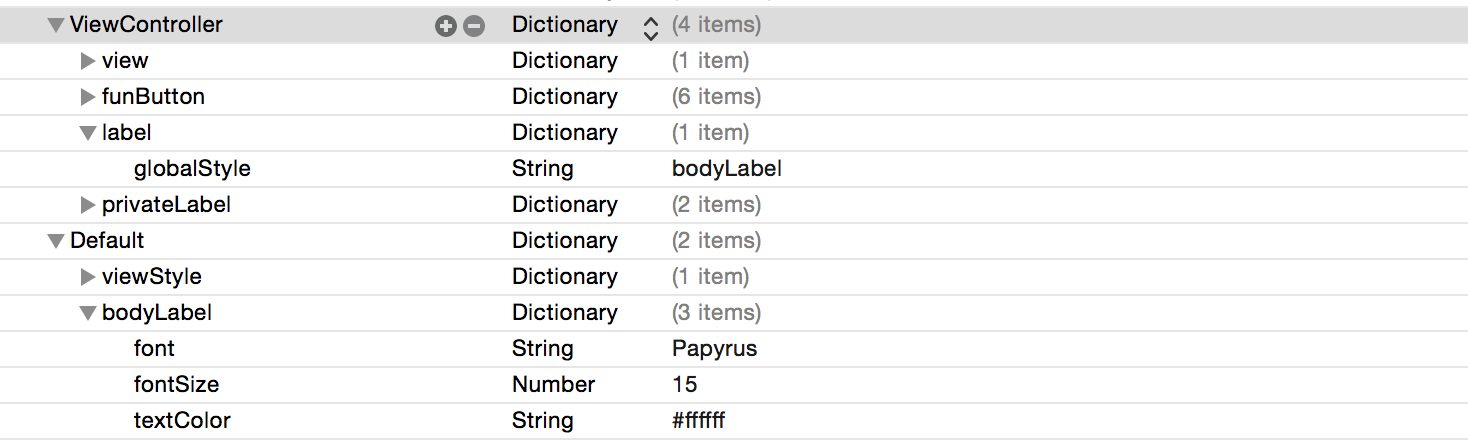 ViewController Dictionary (4 items)
view Dictionary (1 item)
funButton Dictionary (6 items)
label Dictionary (1 item)
globalStyle String bodyLabel
privateLabel Dictionary (2 items)
Default Dictionary (2 items)
viewStyle Dictionary (1 item)
bodyLabel Dictionary (3 items)
font String Papyrus
fontSize Number 15
textColor String #ffffff